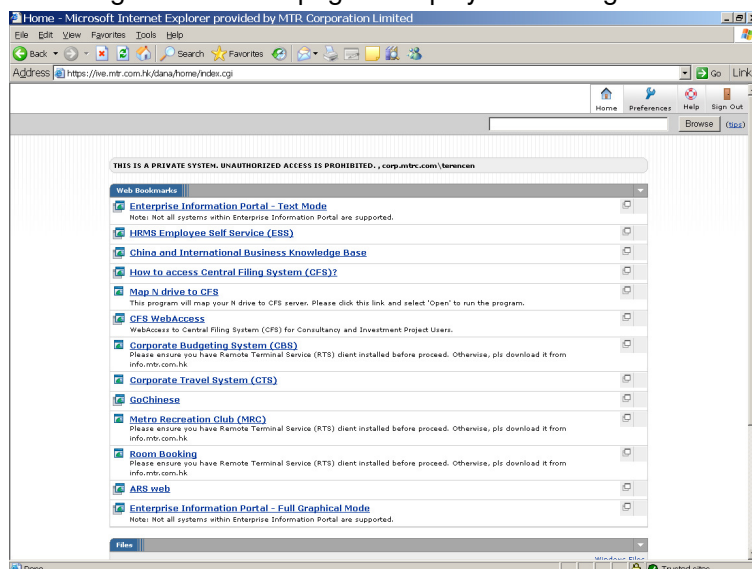 Home - Microsoft Internet Explorer provided by MTR Corporation Limited
File Edit View Favorites Tools Help
Back Search Favorites
Address https://ive.mtr.com.hk/dana/home/index.cgi Go Link
Home Preferences Help Sign Out
Browse (tips)
THIS IS A PRIVATE SYSTEM. UNAUTHORIZED ACCESS IS PROHIBITED. , corp.mtrc.com\terencen
Web Bookmarks
Enterprise Information Portal - Text Mode
Note: Not all systems within Enterprise Information Portal are supported.
HRMS Employee Self Service (ESS)
China and International Business Knowledge Base
How to access Central Filing System (CFS)?
Map N drive to CFS
This program will map your N drive to CFS server. Please click this link and select 'Open' to run the program.
CFS WebAccess
WebAccess to Central Filing System (CFS) for Consultancy and Investment Project Users.
Corporate Budgeting System (CBS)
Please ensure you have Remote Terminal Service (RTS) client installed before proceed. Otherwise, pls download it from
info.mtr.com.hk
Corporate Travel System (CTS)
GoChinese
Metro Recreation Club (MRC)
Please ensure you have Remote Terminal Service (RTS) client installed before proceed. Otherwise, pls download it from
info.mtr.com.hk
Room Booking
Please ensure you have Remote Terminal Service (RTS) client installed before proceed. Otherwise, pls download it from
info.mtr.com.hk
ARS web
Enterprise Information Portal - Full Graphical Mode
Note: Not all systems within Enterprise Information Portal are supported.
Files
Windows Files
Done Trusted sites